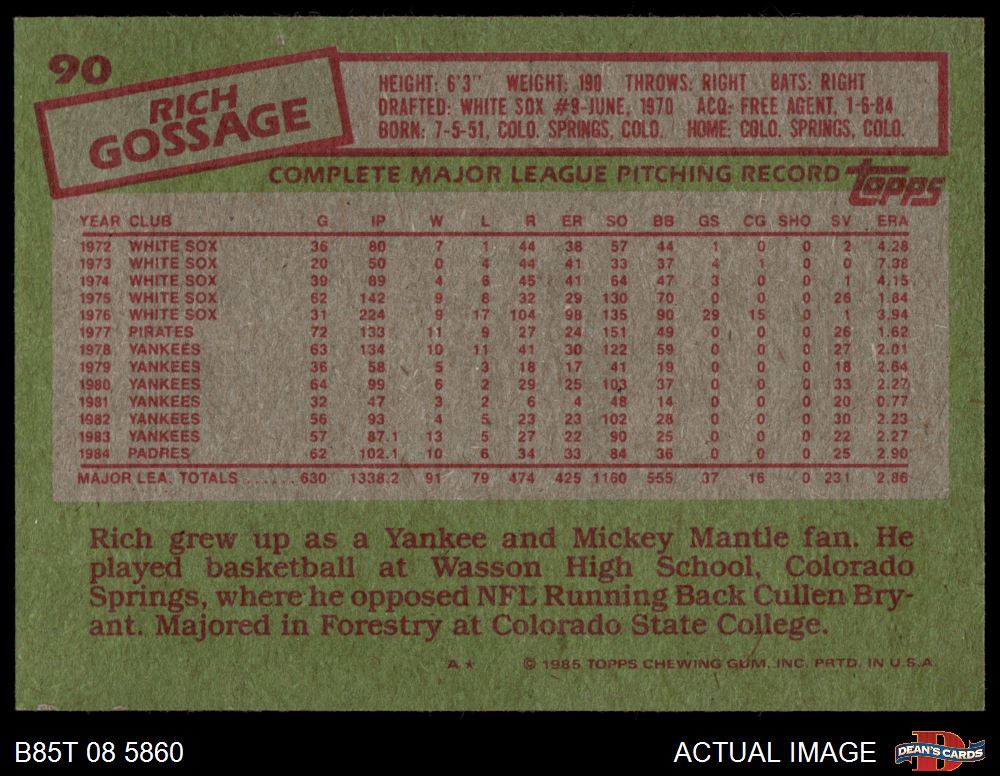 90
RICH
GOSSAGE
HEIGHT: 6'3" WEIGHT: 190 THROWS: RIGHT BATS: RIGHT
DRAFTED: WHITE SOX #9-JUNE, 1970 ACQ: FREE AGENT, 1-6-84
BORN: 7-5-51, COLO. SPRINGS, COLO. HOME: COLO. SPRINGS, COLO.
COMPLETE MAJOR LEAGUE PITCHING RECORD topps
YEAR CLUB G IP W L R ER SO BB GS CG SHO SV ERA
1972 WHITE SOX 36 80 7 1 44 38 57 44 1 0 0 2 4.28
1973 WHITE SOX 20 50 0 4 44 41 33 37 4 1 0 0 7.38
1974 WHITE SOX 39 89 4 6 45 41 64 47 3 0 0 1 4.15
1975 WHITE SOX 62 142 9 8 32 29 130 70 0 0 0 26 1.84
1976 WHITE SOX 31 224 9 17 104 98 135 90 29 15 0 1 3.94
1977 PIRATES 72 133 11 9 27 24 151 49 0 0 0 26 1.62
1978 YANKEES 63 134 10 11 41 30 122 59 0 0 0 27 2.01
1979 YANKEES 36 58 5 3 18 17 41 19 0 0 0 18 2.64
1980 YANKEES 64 99 6 2 29 25 103 37 0 0 0 33 2.27
1981 YANKEES 32 47 3 2 6 4 48 14 0 0 0 20 0.77
1982 YANKEES 56 93 4 5 23 23 102 28 0 0 0 30 2.23
1983 YANKEES 57 87.1 13 5 27 22 90 25 0 0 0 22 2.27
1984 PADRES 62 102.1 10 6 34 33 84 36 0 0 0 25 2.90
MAJOR LEA. TOTALS ...... 630 1338.2 91 79 474 425 1160 555 37 16 0 231 2.86
Rich grew up as a Yankee and Mickey Mantle fan. He
played basketball at Wasson High School, Colorado
Springs, where he opposed NFL Running Back Cullen Bry-
ant. Majored in Forestry at Colorado State College.
A * © 1985 TOPPS CHEWING GUM, INC. PRTD. IN U.S.A.
B85T 08 5860
ACTUAL IMAGE
D
DEAN'S CARDS